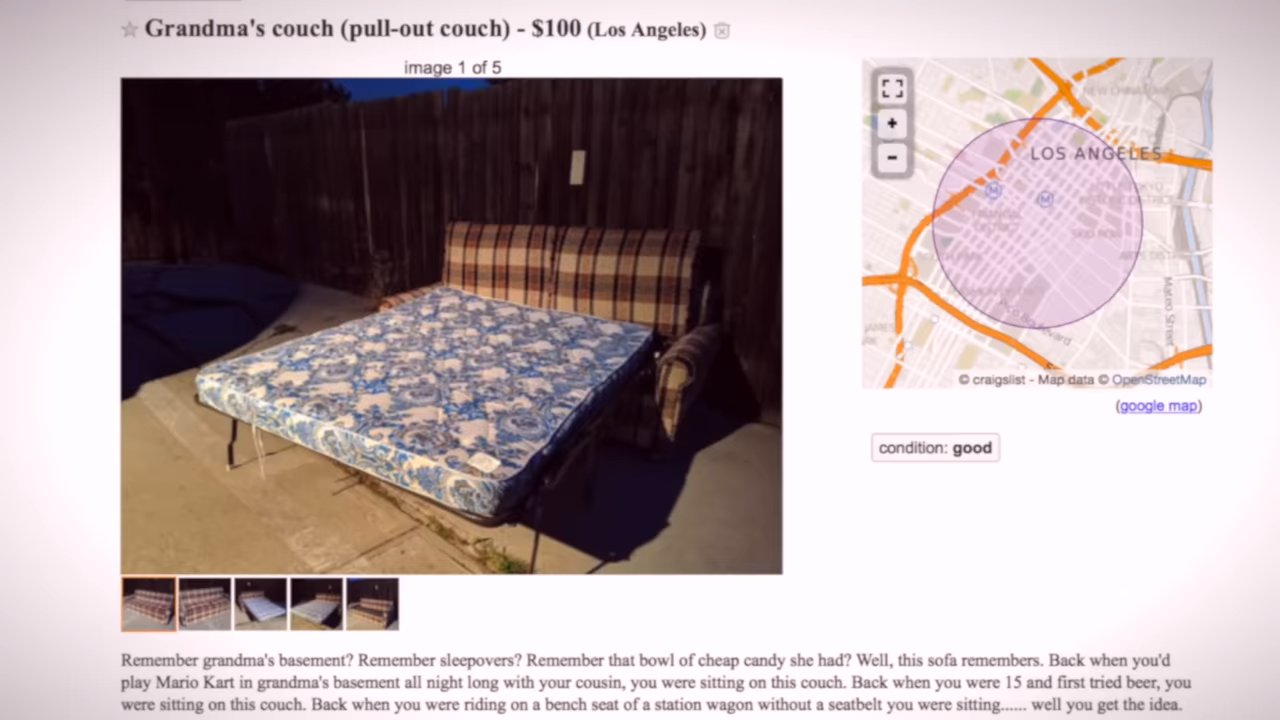 Grandma's couch (pull-out couch) - $100 (Los Angeles)
image 1 of 5
+
-
LOS ANGELES
© craigslist - Map data © OpenStreetMap
(google map)
condition: good
Remember grandma's basement? Remember sleepovers? Remember that bowl of cheap candy she had? Well, this sofa remembers. Back when you'd
play Mario Kart in grandma's basement all night long with your cousin, you were sitting on this couch. Back when you were 15 and first tried beer, you
were sitting on this couch. Back when you were riding on a bench seat of a station wagon without a seatbelt you were sitting...... well you get the idea.